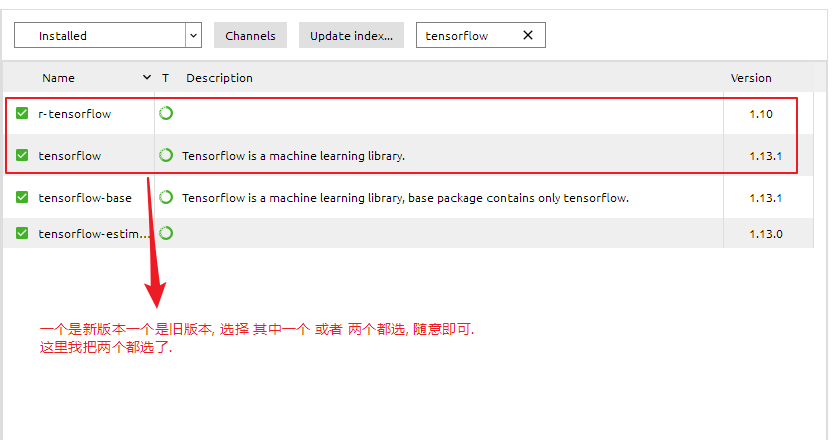 Installed Channels Update index... tensorflow
Name T Description Version
r-tensorflow 1.10
tensorflow Tensorflow is a machine learning library. 1.13.1
tensorflow-base Tensorflow is a machine learning library, base package contains only tensorflow. 1.13.1
tensorflow-estim... 1.13.0
一个是新版本一个是旧版本, 选择 其中一个 或者 两个都选, 随意即可.
这里我把两个都选了.